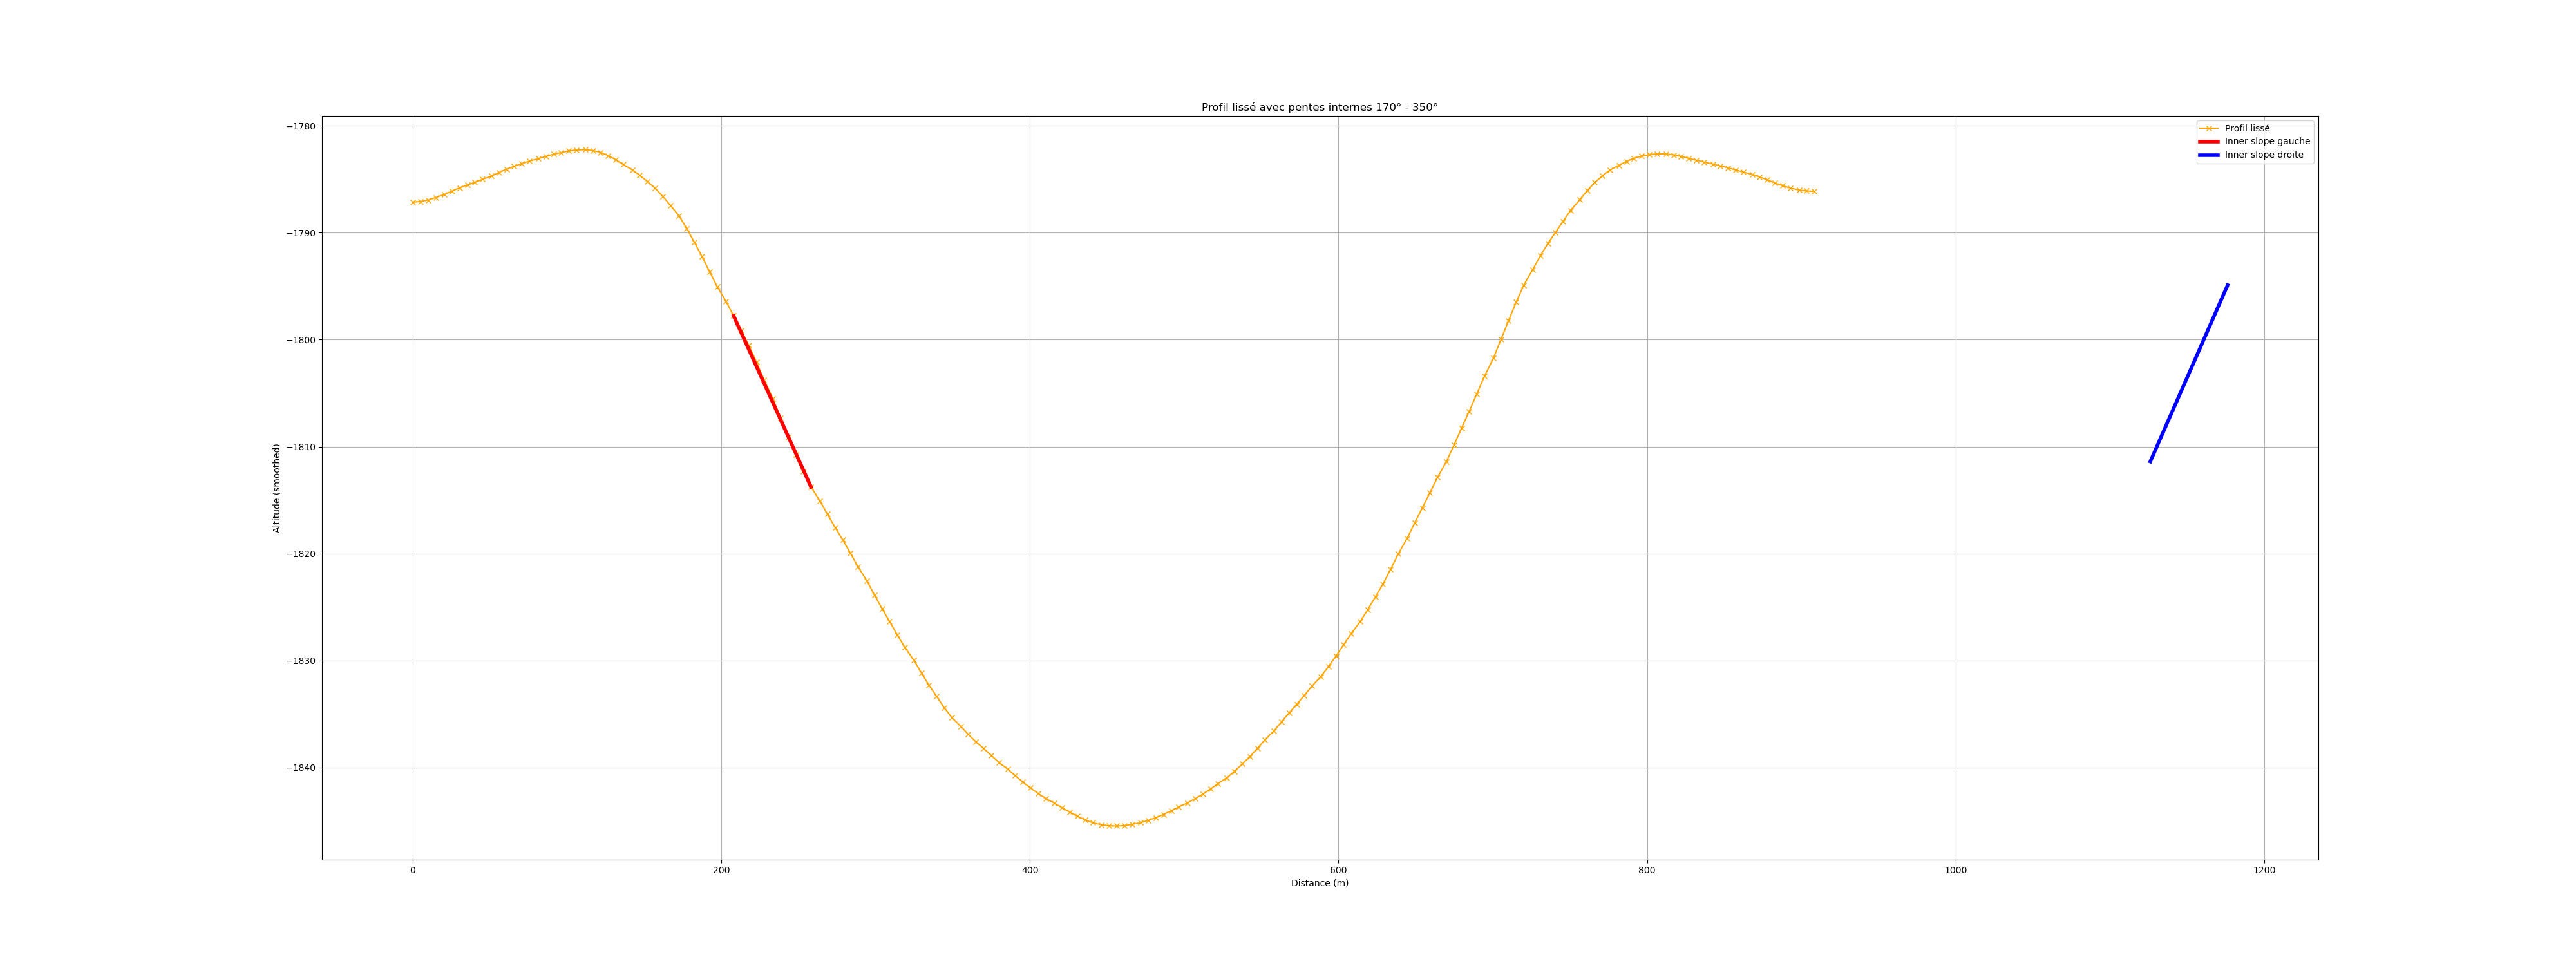 Profil lissé avec pentes internes 170° - 350°
Profil lissé
Inner slope gauche
Inner slope droite
Altitude (smoothed)
−1780
−1790
−1800
−1810
−1820
−1830
−1840
0
200
400
600
800
1000
1200
Distance (m)